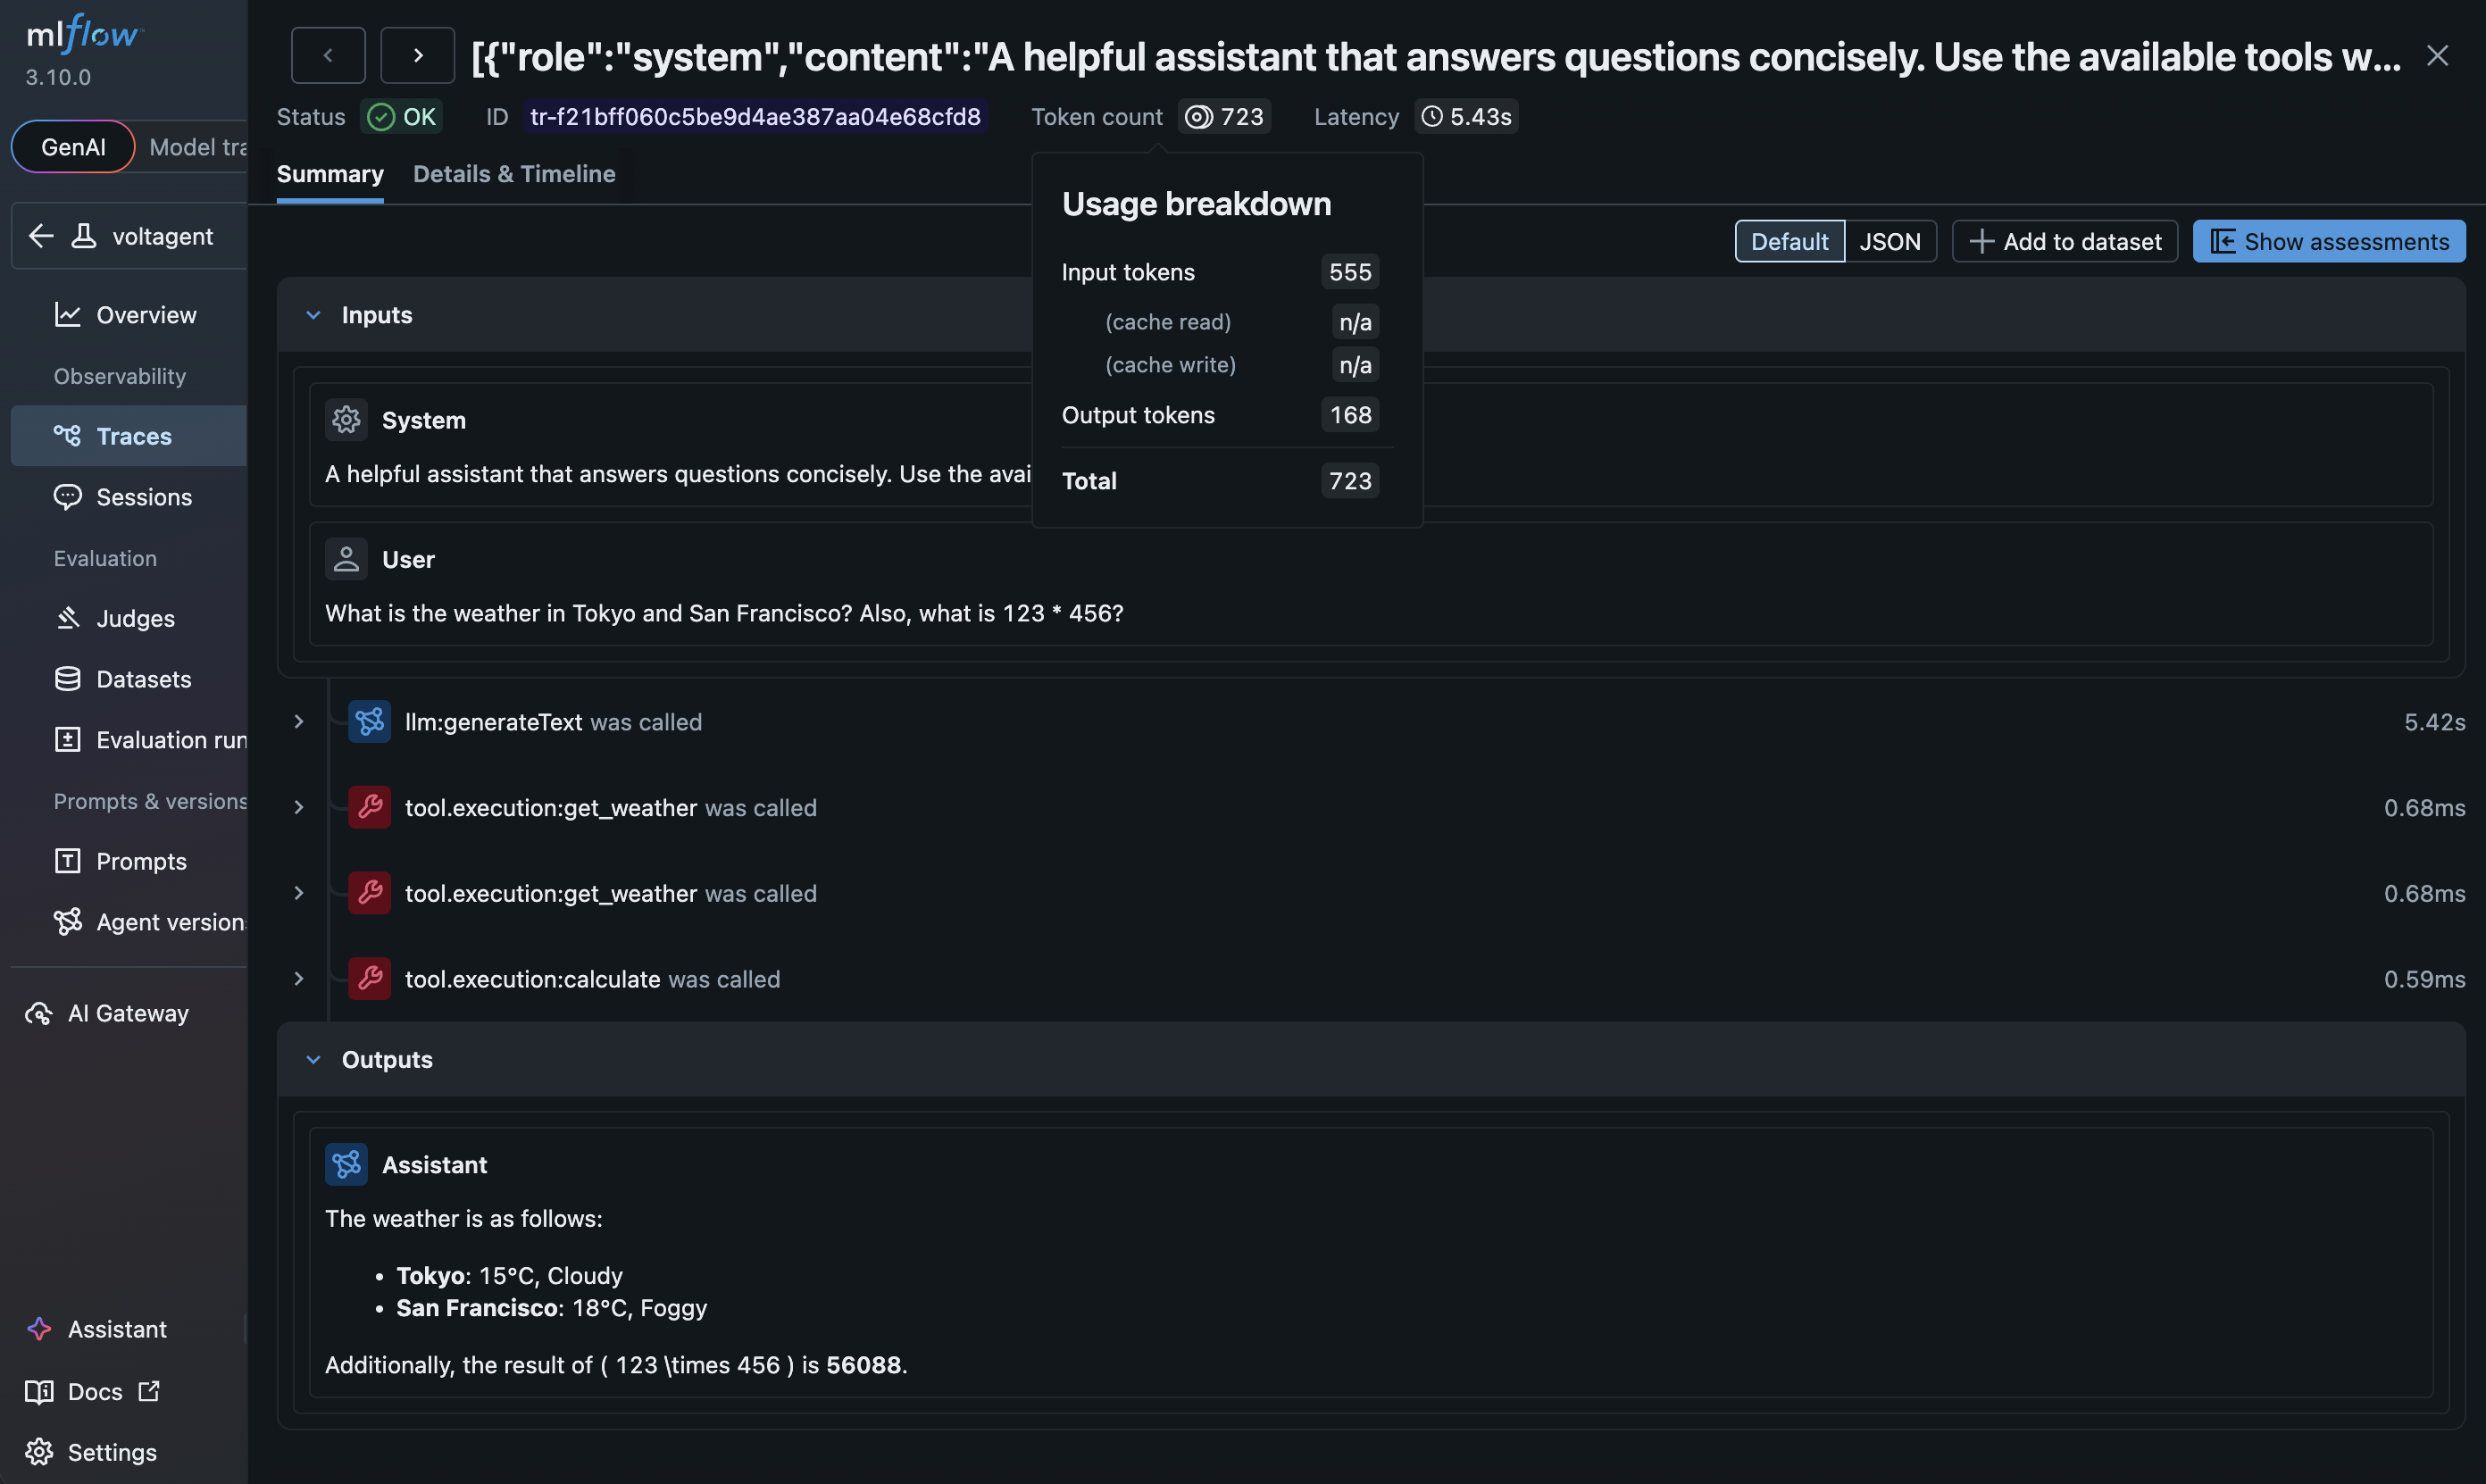 mlflow
3.10.0
GenAI
Model tra
voltagent
Overview
Observability
Traces
Sessions
Evaluation
Judges
Datasets
Evaluation run
Prompts & versions
Prompts
Agent version
AI Gateway
Assistant
Docs
Settings
[{"role":"system","content":"A helpful assistant that answers questions concisely. Use the available tools w...
Status OK ID tr-f21bff060c5be9d4ae387aa04e68cfd8 Token count 723 Latency 5.43s
Summary Details & Timeline
Usage breakdown
Input tokens 555
(cache read) n/a
(cache write) n/a
Output tokens 168
Total 723
Default JSON Add to dataset Show assessments
Inputs
System
A helpful assistant that answers questions concisely. Use the avai
User
What is the weather in Tokyo and San Francisco? Also, what is 123 * 456?
llm:generateText was called 5.42s
tool.execution:get_weather was called 0.68ms
tool.execution:get_weather was called 0.68ms
tool.execution:calculate was called 0.59ms
Outputs
Assistant
The weather is as follows:
• Tokyo: 15°C, Cloudy
• San Francisco: 18°C, Foggy
Additionally, the result of ( 123 \times 456 ) is 56088.